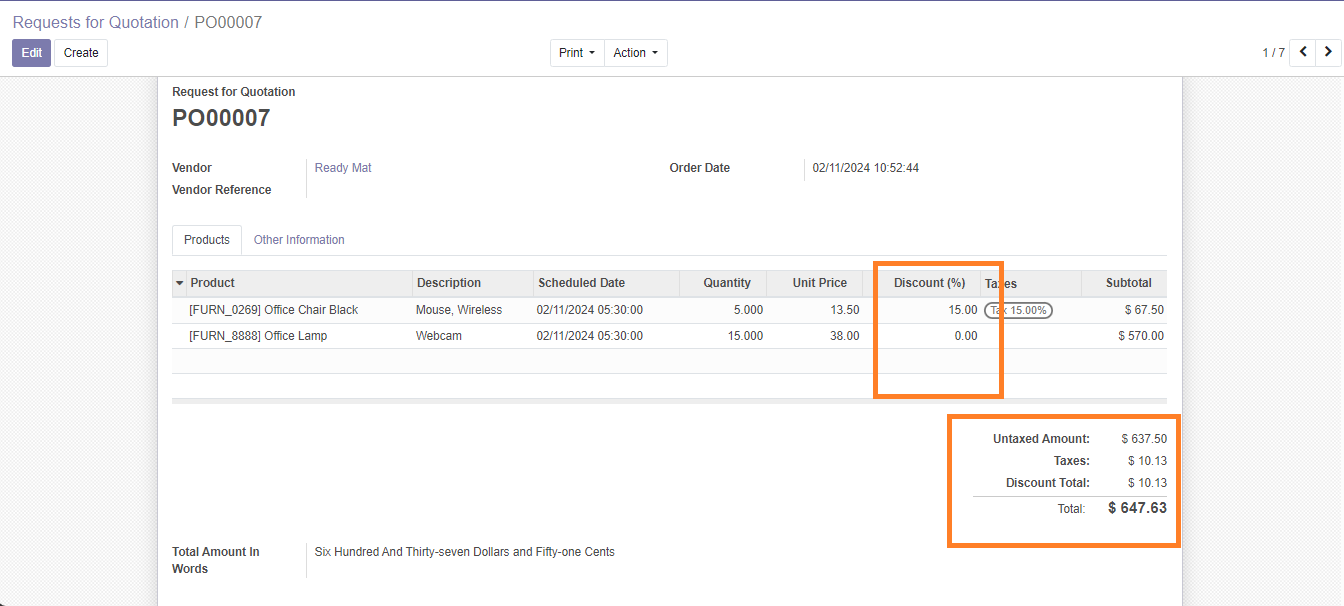 Requests for Quotation / PO00007
Edit Create Print Action 1 / 7
Request for Quotation
PO00007
Vendor Ready Mat Order Date 02/11/2024 10:52:44
Vendor Reference
Products Other Information
Product Description Scheduled Date Quantity Unit Price Discount (%) Taxes Subtotal
[FURN_0269] Office Chair Black Mouse, Wireless 02/11/2024 05:30:00 5.000 13.50 15.00 Tax 15.00% $ 67.50
[FURN_8888] Office Lamp Webcam 02/11/2024 05:30:00 15.000 38.00 0.00 $ 570.00
Untaxed Amount: $ 637.50
Taxes: $ 10.13
Discount Total: $ 10.13
Total: $ 647.63
Total Amount In Six Hundred And Thirty-seven Dollars and Fifty-one Cents
Words